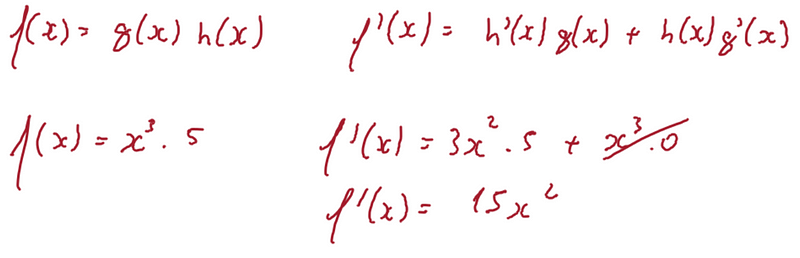 f(x) = g(x) h(x) f'(x) = h'(x) g(x) + h(x) g'(x)
f(x) = x³ . 5 f'(x) = 3x² . 5 + x³ . 0
f'(x) = 15x²